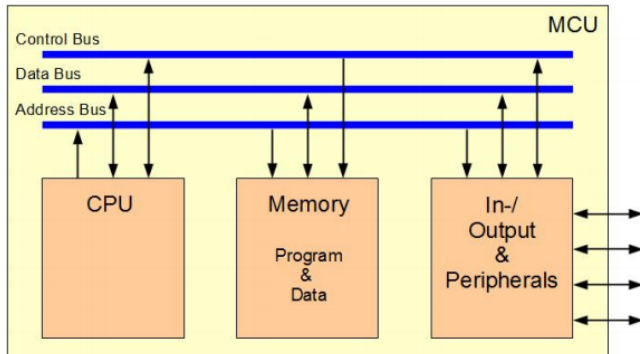 MCU
Control Bus
Data Bus
Address Bus
CPU
Memory
Program
&
Data
In-/
Output
&
Peripherals